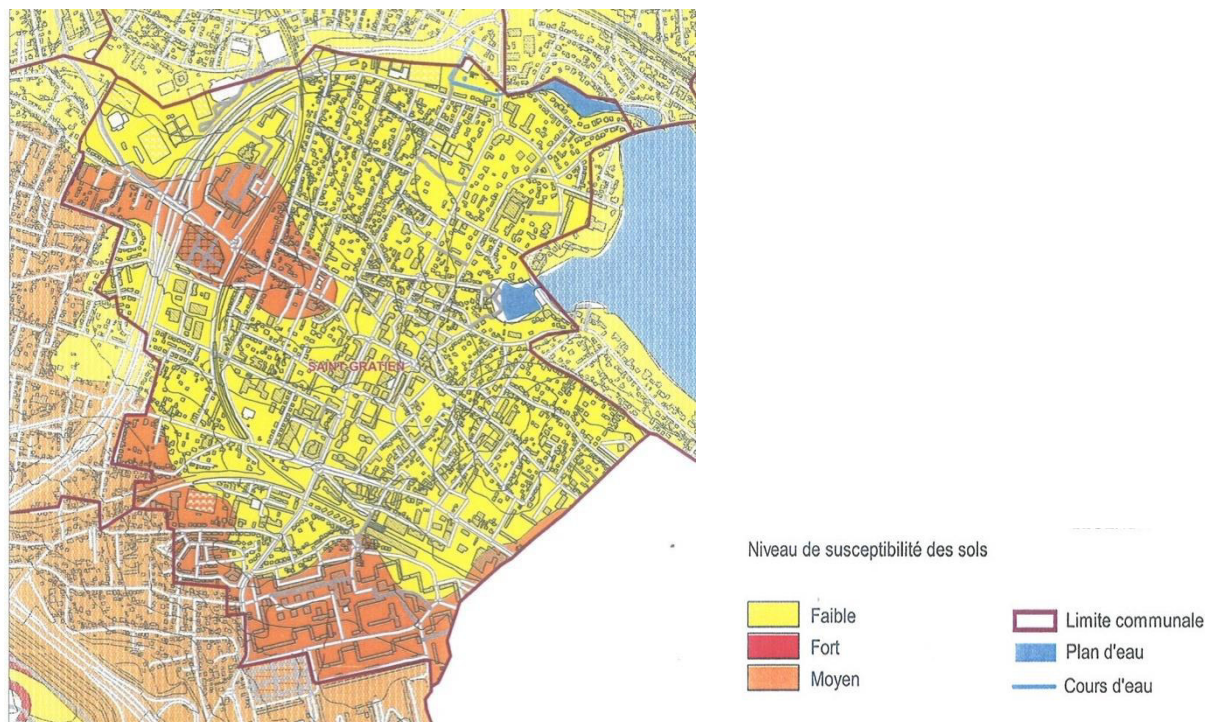 SAINT-GRATIEN
Niveau de susceptibilité des sols
Faible
Fort
Moyen
Limite communale
Plan d'eau
Cours d'eau